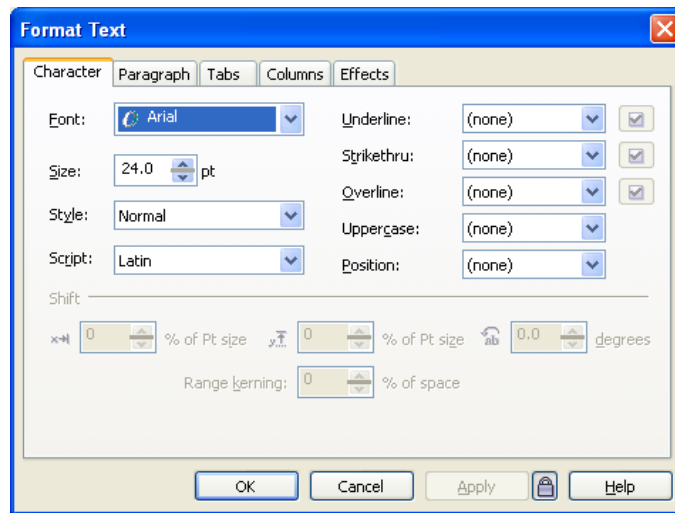 Format Text
Character Paragraph Tabs Columns Effects
Font: Arial Underline: (none)
Size: 24.0 pt Strikethru: (none)
Overline: (none)
Style: Normal Uppercase: (none)
Script: Latin Position: (none)
Shift
x 0 % of Pt size y 0 % of Pt size ab 0.0 degrees
Range kerning: 0 % of space
OK Cancel Apply Help